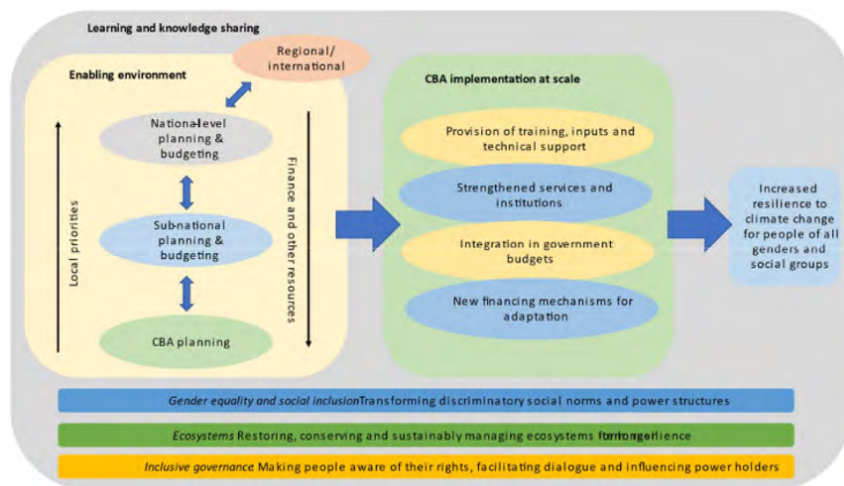 Learning and knowledge sharing
Regional/
international
Enabling environment
National-level
planning &
budgeting
Sub-national
planning &
budgeting
CBA planning
Local priorities
Finance and other resources
CBA implementation at scale
Provision of training, inputs and
technical support
Strengthened services and
institutions
Integration in government
budgets
New financing mechanisms for
adaptation
Increased
resilience to
climate change
for people of all
genders and
social groups
Gender equality and social inclusion Transforming discriminatory social norms and power structures
Ecosystems Restoring, conserving and sustainably managing ecosystems
Inclusive governance: Making people aware of their rights, facilitating dialogue and influencing power holders